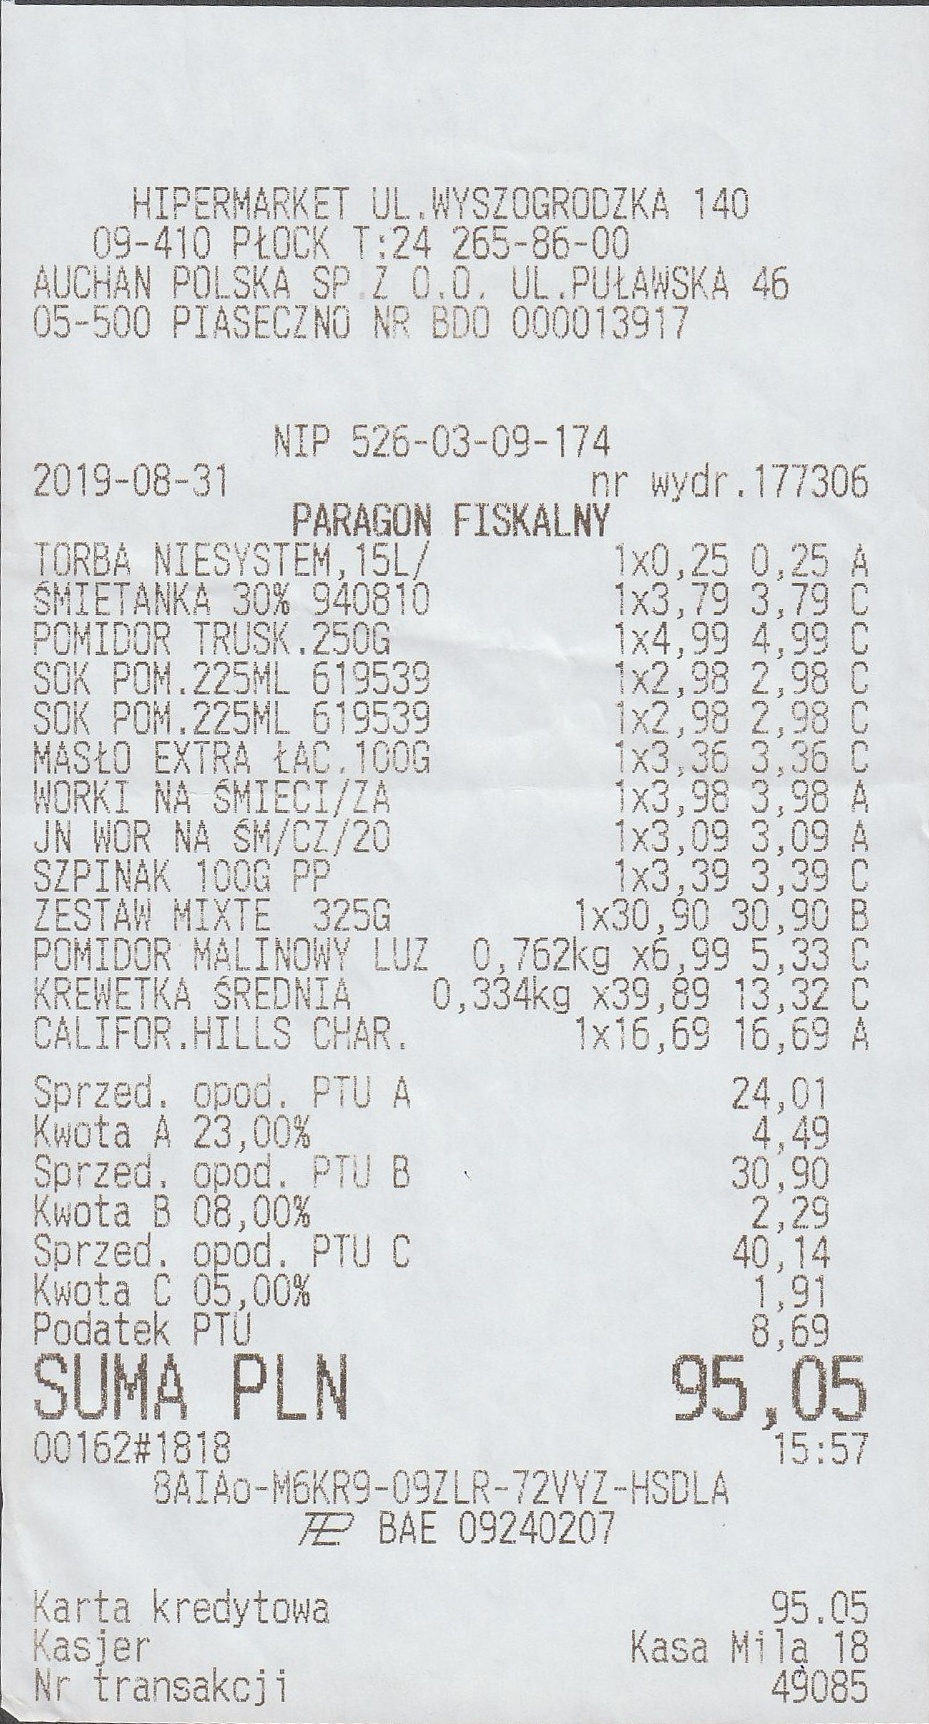 HIPERMARKET UL.WYSZOGRODZKA 140
09-410 PŁOCK T:24 265-86-00
AUCHAN POLSKA SP.Z O.O. UL.PUŁAWSKA 46
05-500 PIASECZNO NR BDO 000013917
NIP 526-03-09-174
2019-08-31 nr wydr.177306
PARAGON FISKALNY
TORBA NIESYSTEM,15L/ 1x0,25 0,25 A
ŚMIETANKA 30% 940810 1x3,79 3,79 C
POMIDOR TRUSK.250G 1x4,99 4,99 C
SOK POM.225ML 619539 1x2,98 2,98 C
SOK POM.225ML 619539 1x2,98 2,98 C
MASŁO EXTRA ŁAC.100G 1x3,36 3,36 C
WORKI NA ŚMIECI/ZA 1x3,98 3,98 A
JN WOR NA ŚM/CZ/20 1x3,09 3,09 A
SZPINAK 100G PP 1x3,39 3,39 C
ZESTAW MIXTE 325G 1x30,90 30,90 B
POMIDOR MALINOWY LUZ 0,762kg x6,99 5,33 C
KREWETKA ŚREDNIA 0,334kg x39,89 13,32 C
CALIFOR.HILLS CHAR. 1x16,69 16,69 A
Sprzed. opod. PTU A 24,01
Kwota A 23,00% 4,49
Sprzed. opod. PTU B 30,90
Kwota B 08,00% 2,29
Sprzed. opod. PTU C 40,14
Kwota C 05,00% 1,91
Podatek PTU 8,69
SUMA PLN 95,05
00162#1818 15:57
8AIAo-M6KR9-09ZLR-72VYZ-HSDLA
BAE 09240207
Karta kredytowa 95.05
Kasjer Kasa Mila 18
Nr transakcji 49085